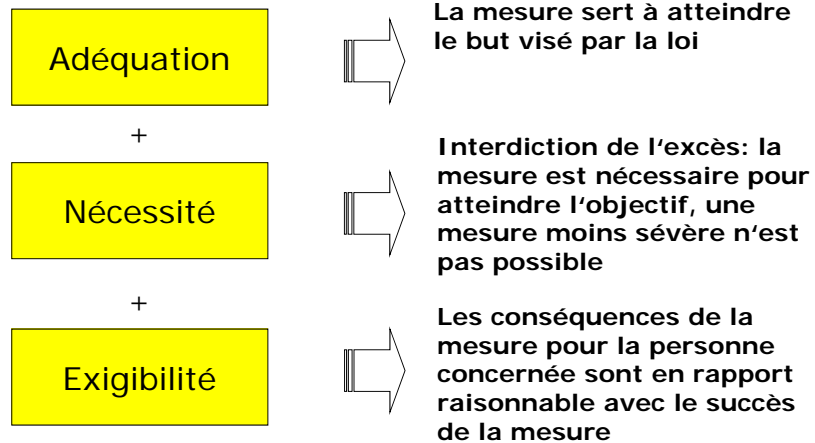 Adéquation
La mesure sert à atteindre
le but visé par la loi
+
Nécessité
Interdiction de l‘excès: la
mesure est nécessaire pour
atteindre l‘objectif, une
mesure moins sévère n‘est
pas possible
+
Exigibilité
Les conséquences de la
mesure pour la personne
concernée sont en rapport
raisonnable avec le succès
de la mesure